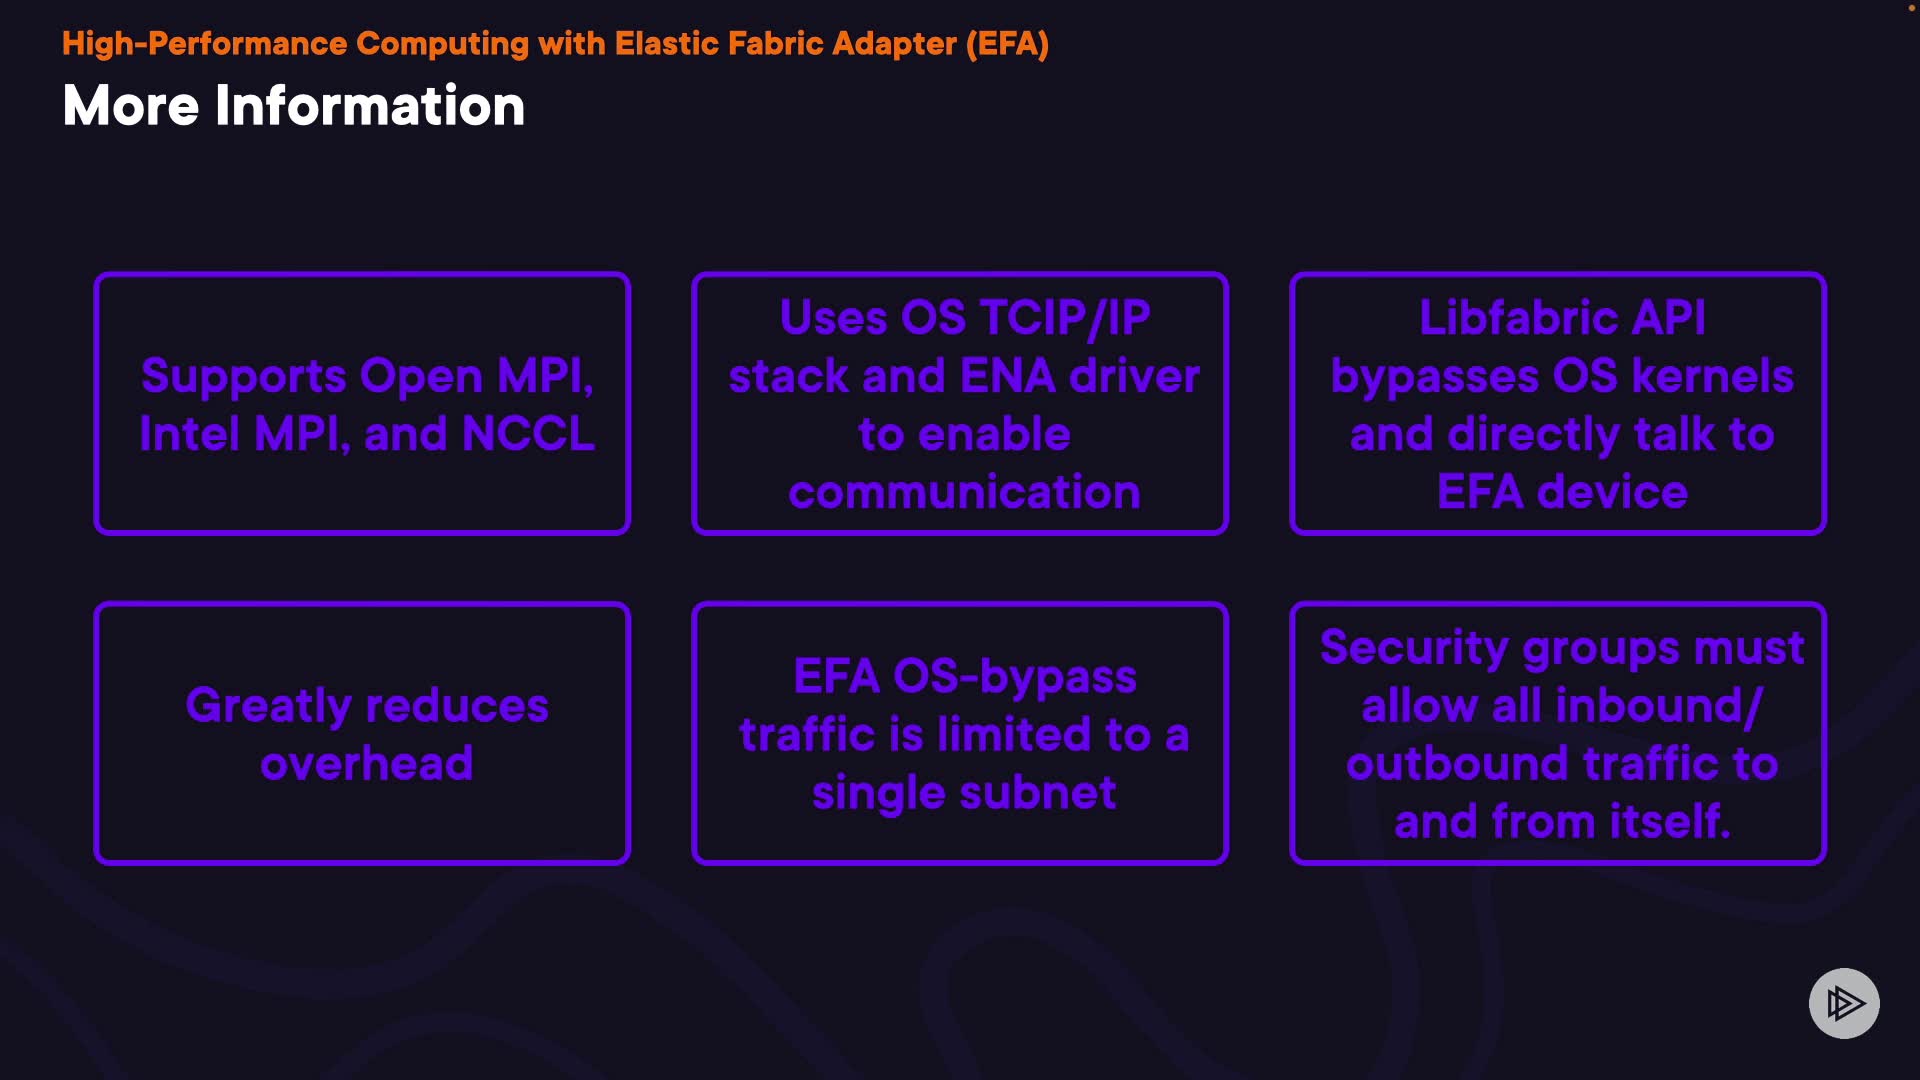 High-Performance Computing with Elastic Fabric Adapter (EFA)
More Information
Supports Open MPI,
Intel MPI, and NCCL
Uses OS TCIP/IP
stack and ENA driver
to enable
communication
Libfabric API
bypasses OS kernels
and directly talk to
EFA device
Greatly reduces
overhead
EFA OS-bypass
traffic is limited to a
single subnet
Security groups must
allow all inbound/
outbound traffic to
and from itself.